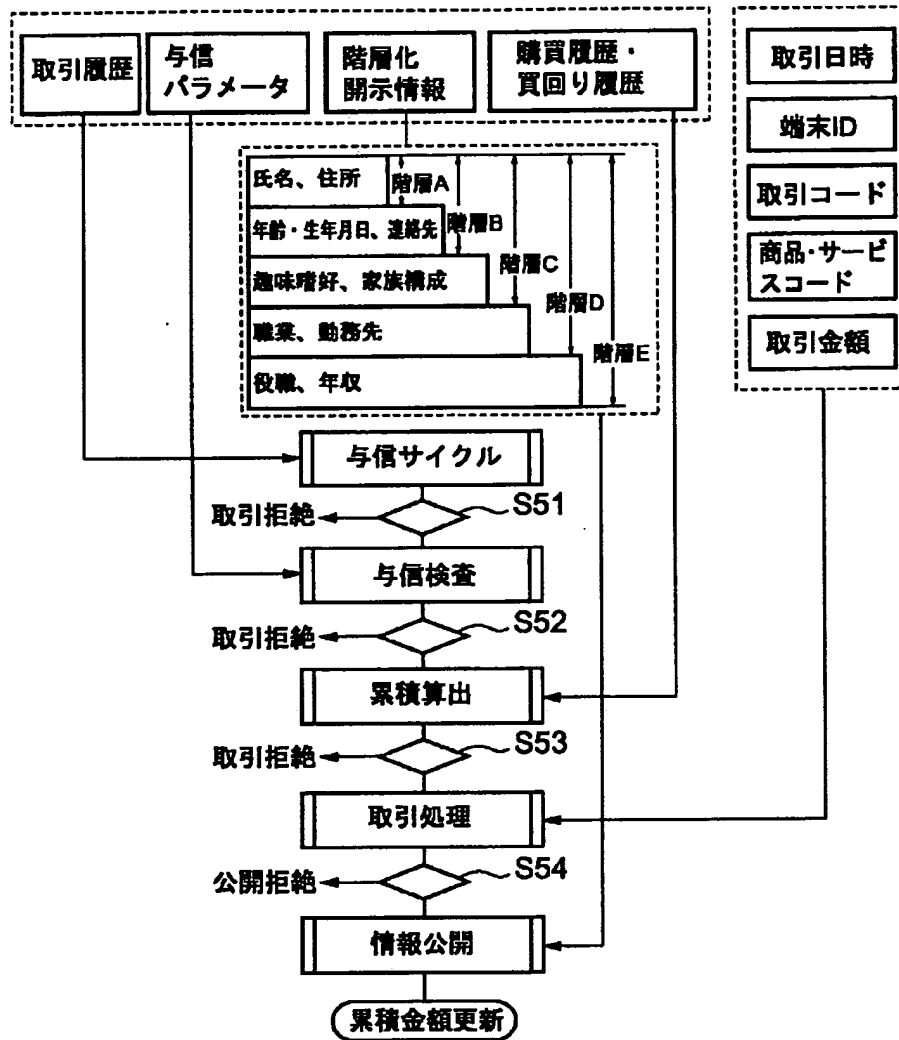 取引履歴
与信
パラメータ
階層化
開示情報
購買履歴・
買回り履歴
取引日時
端末ID
取引コード
商品・サービ
スコード
取引金額
氏名、住所
階層A
年齢・生年月日、連絡先
階層B
趣味嗜好、家族構成
階層C
職業、勤務先
階層D
役職、年収
階層E
与信サイクル
取引拒絶
S51
与信検査
取引拒絶
S52
累積算出
取引拒絶
S53
取引処理
公開拒絶
S54
情報公開
累積金額更新